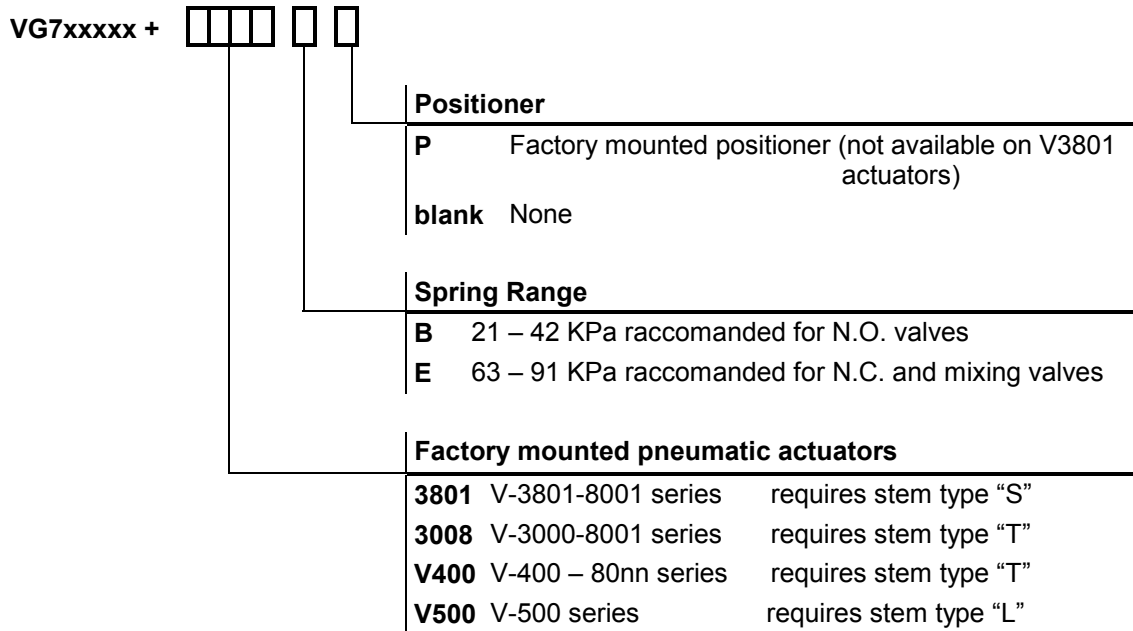 VG7xxxxx +
Positioner
P Factory mounted positioner (not available on V3801
actuators)
blank None
Spring Range
B 21 – 42 KPa raccomanded for N.O. valves
E 63 – 91 KPa raccomanded for N.C. and mixing valves
Factory mounted pneumatic actuators
3801 V-3801-8001 series requires stem type “S”
3008 V-3000-8001 series requires stem type “T”
V400 V-400 – 80nn series requires stem type “T”
V500 V-500 series requires stem type “L”